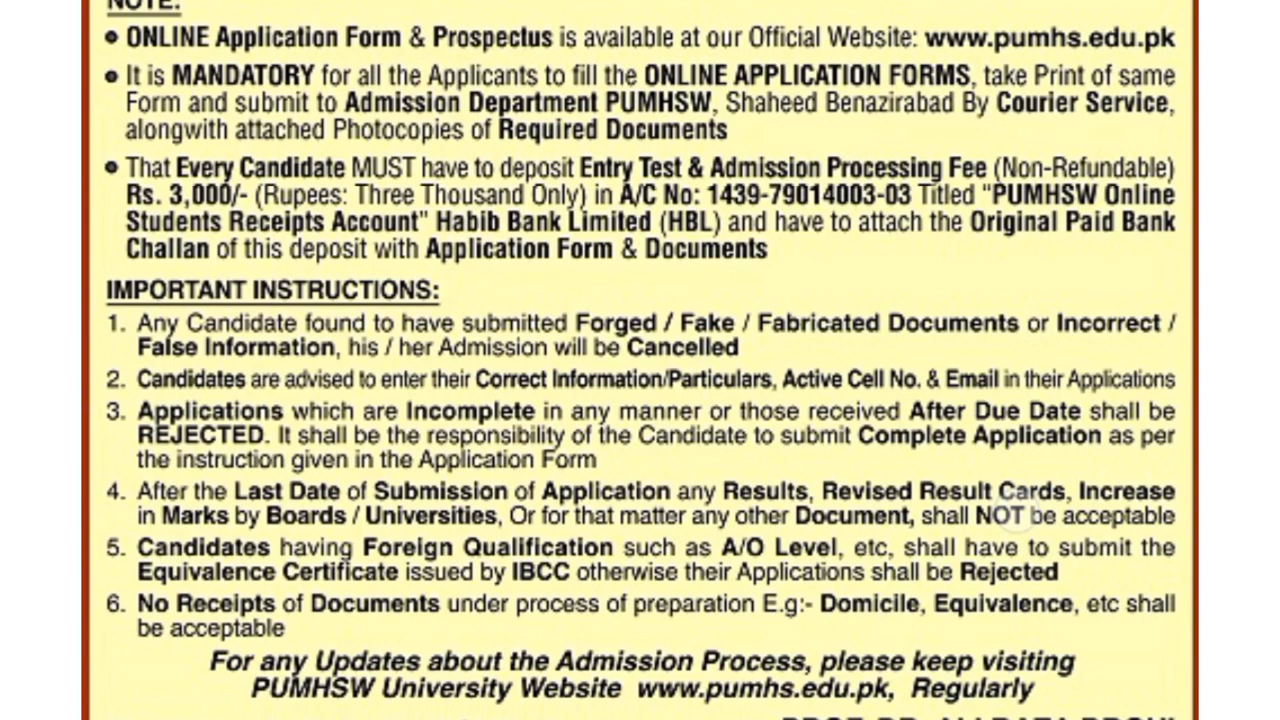 NOTE:
• ONLINE Application Form & Prospectus is available at our Official Website: www.pumhs.edu.pk
• It is MANDATORY for all the Applicants to fill the ONLINE APPLICATION FORMS, take Print of same
Form and submit to Admission Department PUMHSW, Shaheed Benazirabad By Courier Service,
alongwith attached Photocopies of Required Documents
• That Every Candidate MUST have to deposit Entry Test & Admission Processing Fee (Non-Refundable)
Rs. 3,000/- (Rupees: Three Thousand Only) in A/C No: 1439-79014003-03 Titled "PUMHSW Online
Students Receipts Account" Habib Bank Limited (HBL) and have to attach the Original Paid Bank
Challan of this deposit with Application Form & Documents
IMPORTANT INSTRUCTIONS:
1. Any Candidate found to have submitted Forged / Fake / Fabricated Documents or Incorrect /
False Information, his / her Admission will be Cancelled
2. Candidates are advised to enter their Correct Information/Particulars, Active Cell No. & Email in their Applications
3. Applications which are Incomplete in any manner or those received After Due Date shall be
REJECTED. It shall be the responsibility of the Candidate to submit Complete Application as per
the instruction given in the Application Form
4. After the Last Date of Submission of Application any Results, Revised Result Cards, Increase
in Marks by Boards / Universities, Or for that matter any other Document, shall NOT be acceptable
5. Candidates having Foreign Qualification such as A/O Level, etc, shall have to submit the
Equivalence Certificate issued by IBCC otherwise their Applications shall be Rejected
6. No Receipts of Documents under process of preparation E.g:- Domicile, Equivalence, etc shall
be acceptable
For any Updates about the Admission Process, please keep visiting
PUMHSW University Website www.pumhs.edu.pk, Regularly